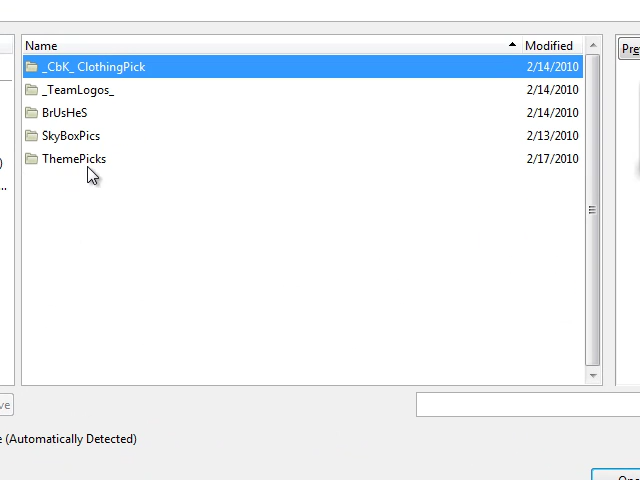 Name Modified
_CbK_ ClothingPick 2/14/2010
_TeamLogos_ 2/14/2010
BrUsHeS 2/14/2010
SkyBoxPics 2/13/2010
ThemePicks 2/17/2010
(Automatically Detected)